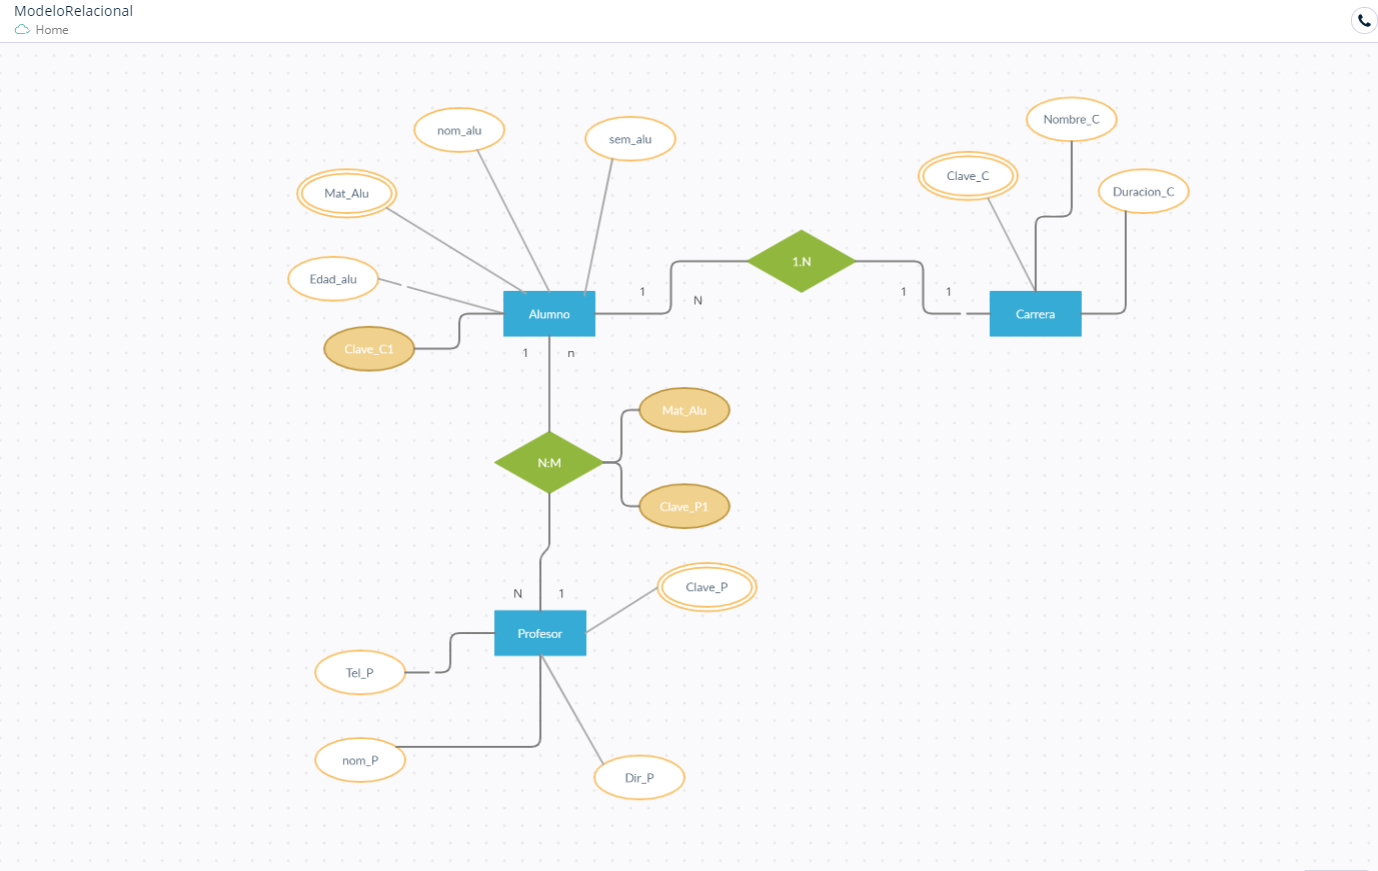 ModeloRelacional
Home
Nombre_C
nom_alu
sem_alu
Clave_C
Mat_Alu
Duracion_C
1.N
Edad_alu
1
N
1
1
Alumno
Carrera
Clave_C1
1
n
Mat_Alu
N:M
Clave_P1
Clave_P
N
1
Profesor
Tel_P
nom_P
Dir_P